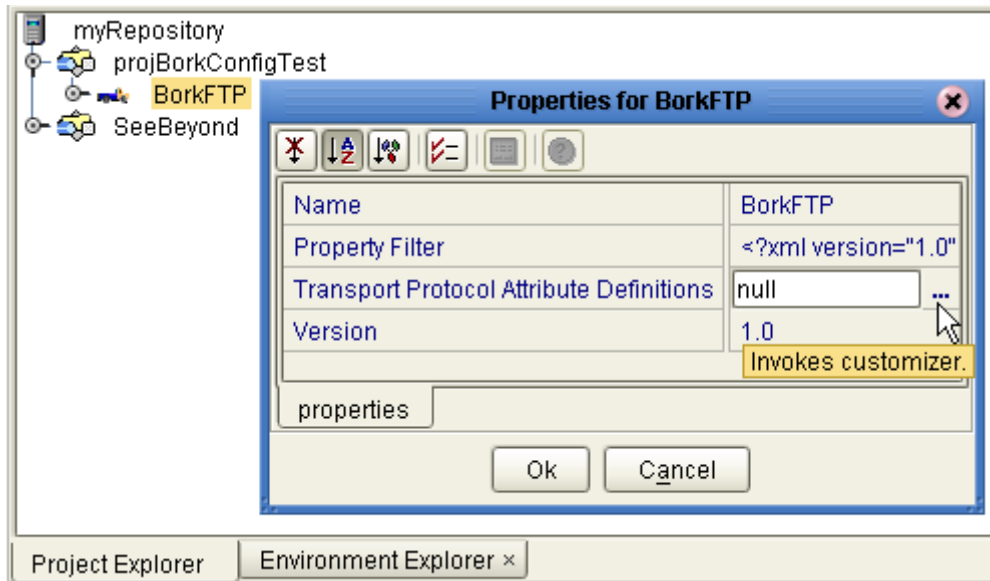 myRepository
projBorkConfigTest
BorkFTP
SeeBeyond
Properties for BorkFTP
Name BorkFTP
Property Filter <?xml version="1.0"
Transport Protocol Attribute Definitions null ...
Version 1.0
Invokes customizer.
properties
Ok Cancel
Project Explorer Environment Explorer ×